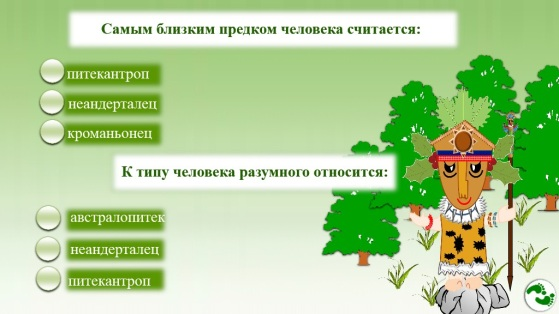 Самым близким предком человека считается:
питекантроп
неандерталец
кроманьонец
К типу человека разумного относится:
австралопитек
неандерталец
питекантроп